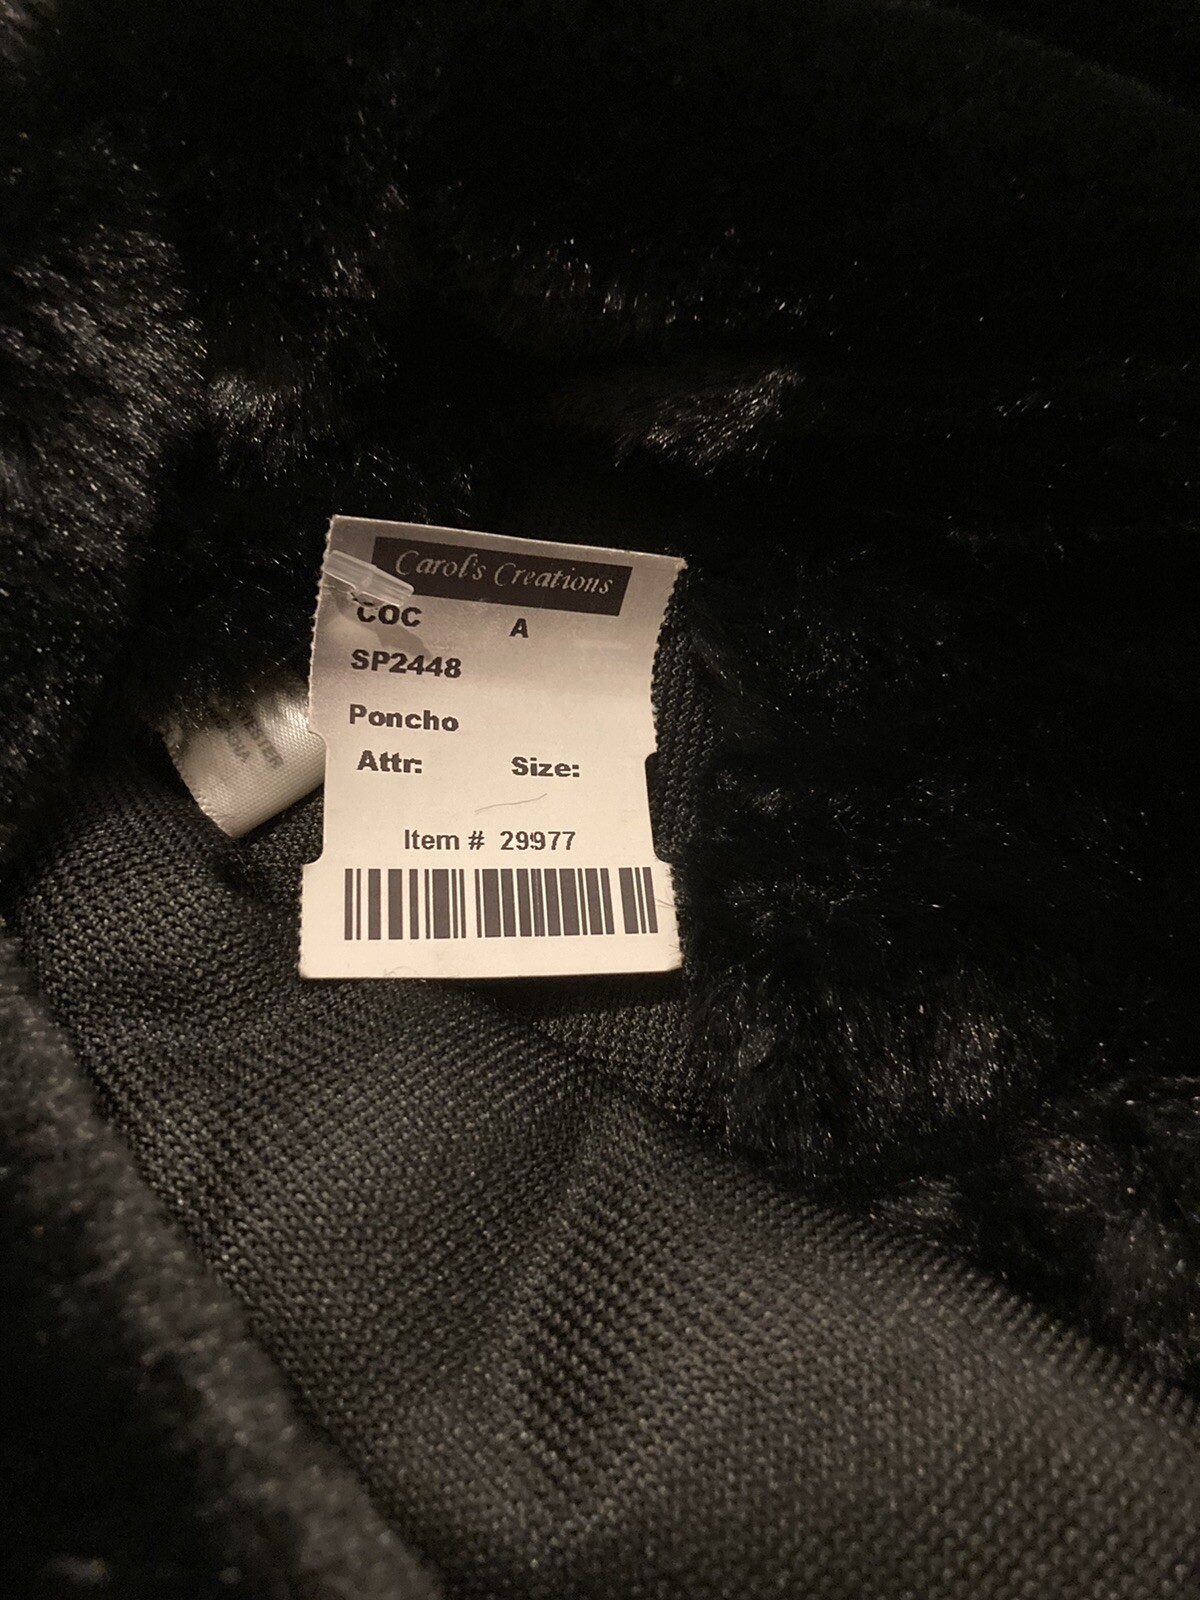 Carol's Creations
COC A
SP2448
Poncho
Attr: Size:
Item # 29977